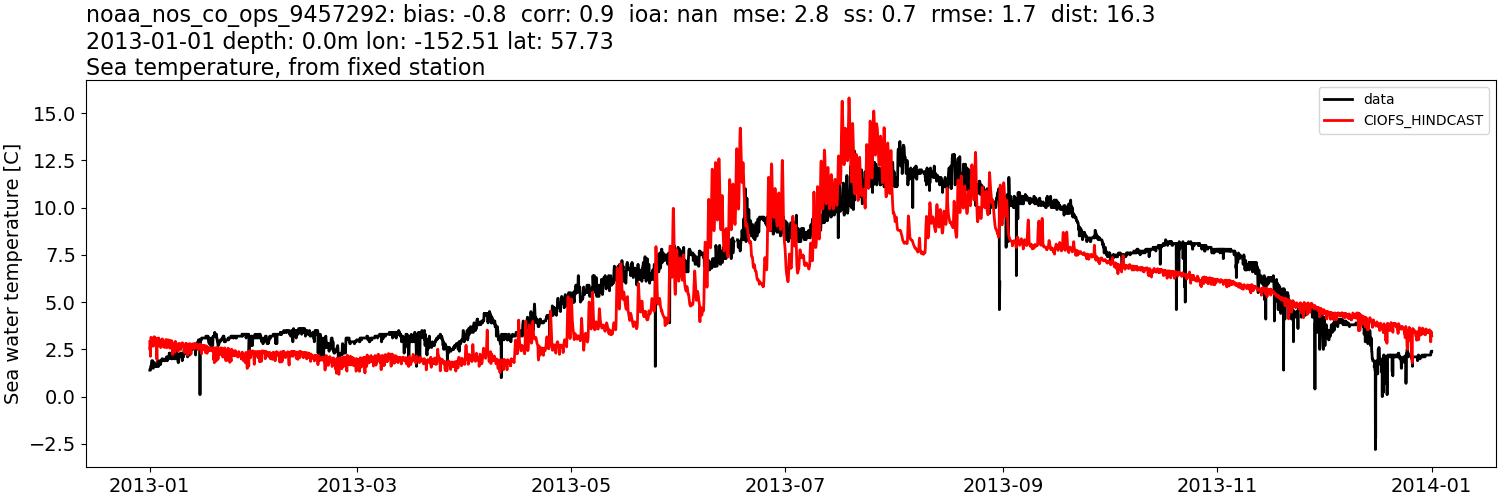 noaa_nos_co_ops_9457292: bias: -0.8  corr: 0.9  ioa: nan  mse: 2.8  ss: 0.7  rmse: 1.7  dist: 16.3
2013-01-01 depth: 0.0m lon: -152.51 lat: 57.73
Sea temperature, from fixed station
data
CIOFS_HINDCAST
Sea water temperature [C]
15.0
12.5
10.0
7.5
5.0
2.5
0.0
−2.5
2013-01 2013-03 2013-05 2013-07 2013-09 2013-11 2014-01